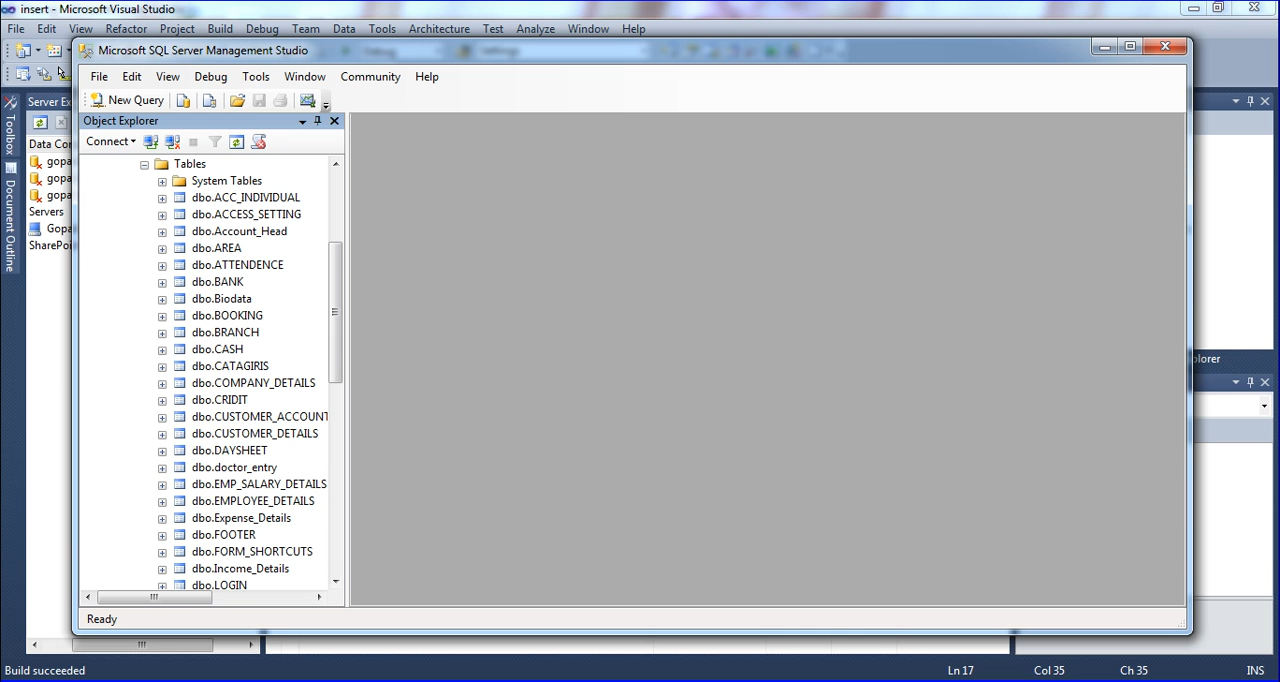 insert - Microsoft Visual Studio
File Edit View Refactor Project Build Debug Team Data Tools Architecture Test Analyze Window Help
Microsoft SQL Server Management Studio
File Edit View Debug Tools Window Community Help
New Query
Toolbox
Document Outline
Server Ex
Data Con
gopa
gopa
gopa
Servers
Gopa
SharePoi
Object Explorer
Connect
Tables
System Tables
dbo.ACC_INDIVIDUAL
dbo.ACCESS_SETTING
dbo.Account_Head
dbo.AREA
dbo.ATTENDENCE
dbo.BANK
dbo.Biodata
dbo.BOOKING
dbo.BRANCH
dbo.CASH
dbo.CATAGIRIS
dbo.COMPANY_DETAILS
dbo.CRIDIT
dbo.CUSTOMER_ACCOUNT
dbo.CUSTOMER_DETAILS
dbo.DAYSHEET
dbo.doctor_entry
dbo.EMP_SALARY_DETAILS
dbo.EMPLOYEE_DETAILS
dbo.Expense_Details
dbo.FOOTER
dbo.FORM_SHORTCUTS
dbo.Income_Details
dbo.LOGIN
plorer
Ready
Build succeeded Ln 17 Col 35 Ch 35 INS